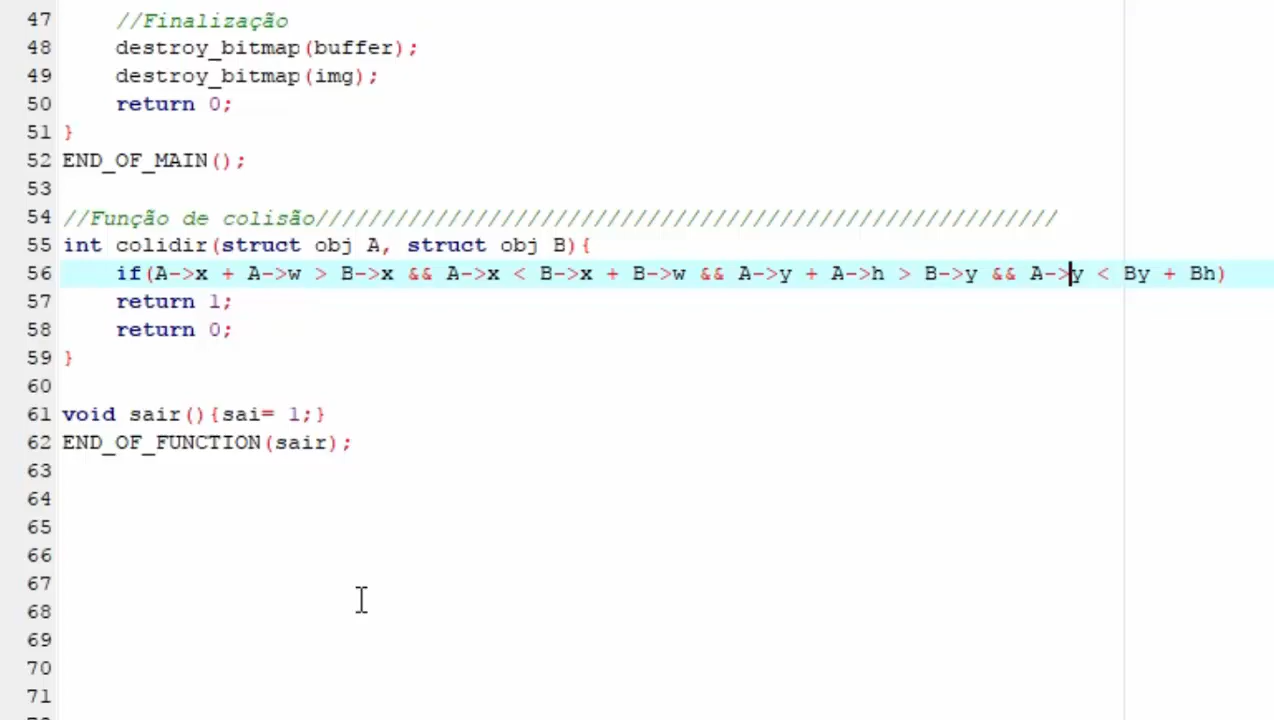 47 //Finalização
48 destroy_bitmap(buffer);
49 destroy_bitmap(img);
50 return 0;
51 }
52 END_OF_MAIN();
53
54 //Função de colisão////////////////////////////////////////////////////////
55 int colidir(struct obj A, struct obj B){
56 if(A->x + A->w > B->x && A->x < B->x + B->w && A->y + A->h > B->y && A->y < By + Bh)
57 return 1;
58 return 0;
59 }
60
61 void sair(){sai= 1;}
62 END_OF_FUNCTION(sair);
63
64
65
66
67
68
69
70
71